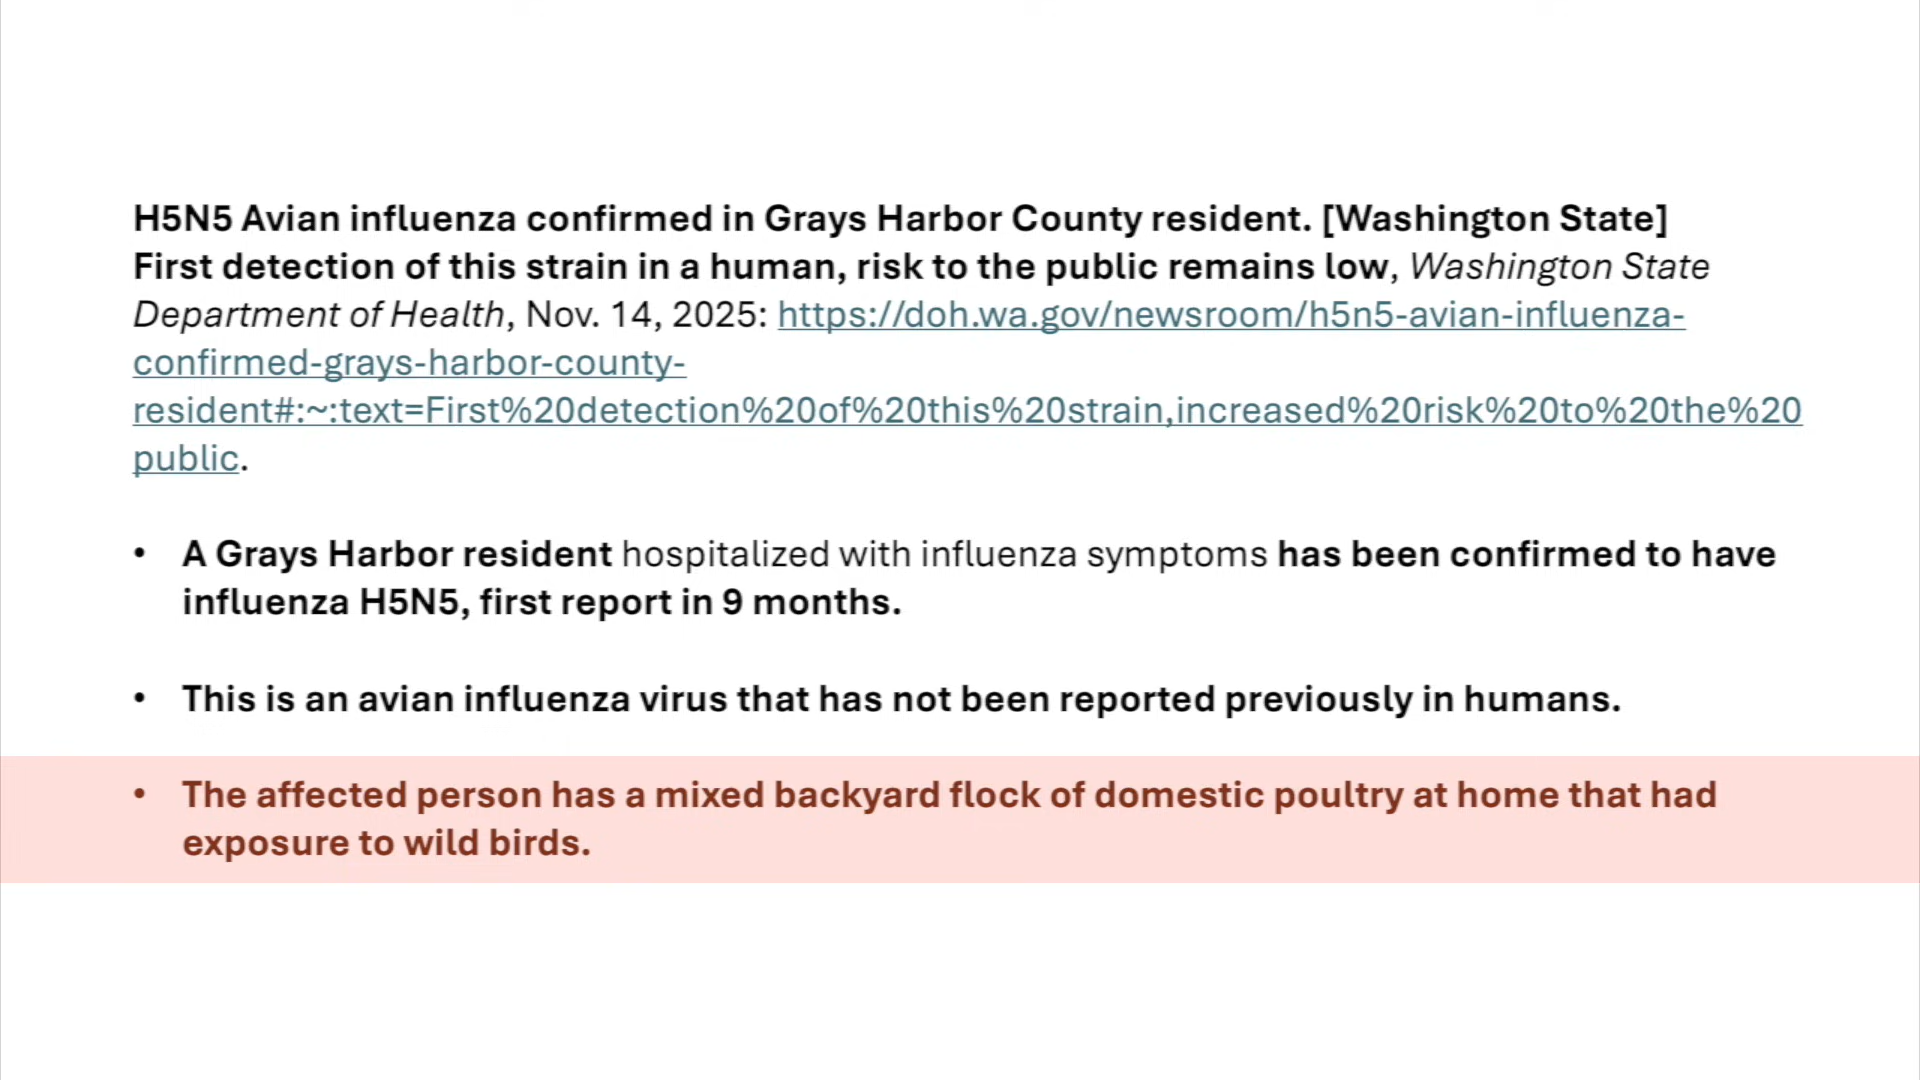 H5N5 Avian influenza confirmed in Grays Harbor County resident. [Washington State]
First detection of this strain in a human, risk to the public remains low, Washington State
Department of Health, Nov. 14, 2025: https://doh.wa.gov/newsroom/h5n5-avian-influenza-
confirmed-grays-harbor-county-
resident#:~:text=First%20detection%20of%20this%20strain,increased%20risk%20to%20the%20
public.
• A Grays Harbor resident hospitalized with influenza symptoms has been confirmed to have
influenza H5N5, first report in 9 months.
• This is an avian influenza virus that has not been reported previously in humans.
• The affected person has a mixed backyard flock of domestic poultry at home that had
exposure to wild birds.